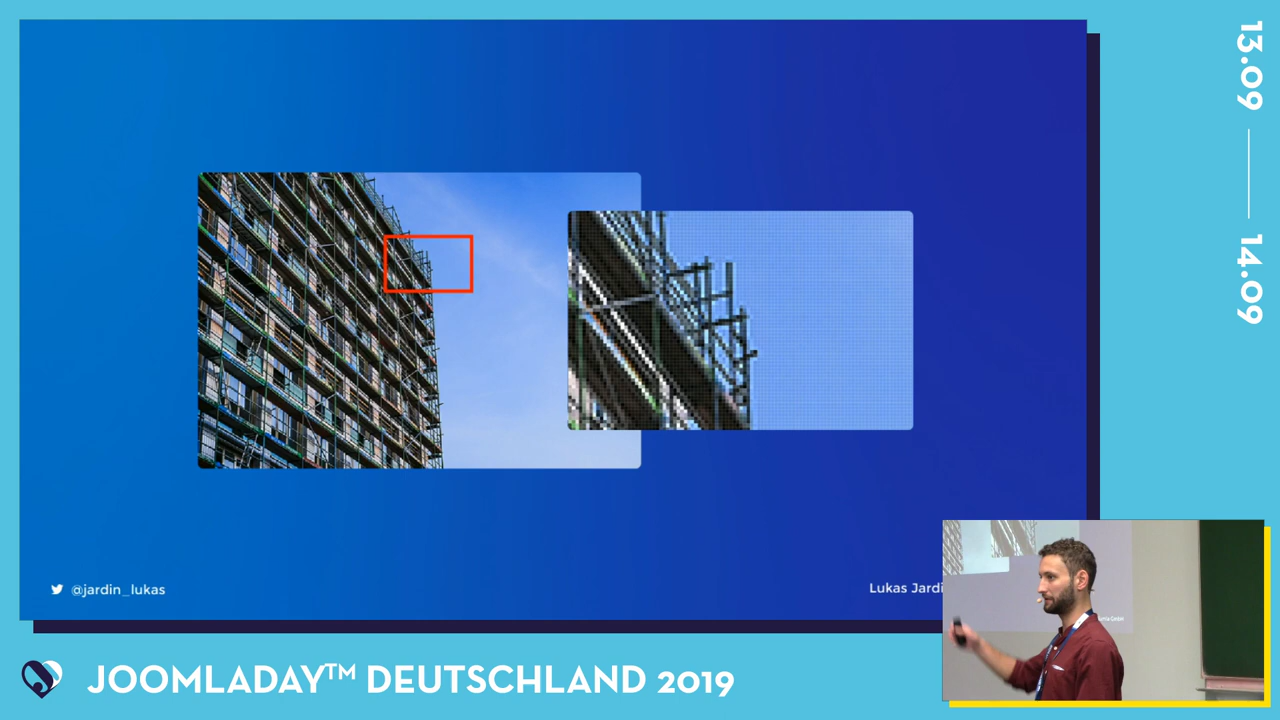 13.09
14.09
@jardin_lukas
Lukas Jardi
JOOMLADAY™ DEUTSCHLAND 2019